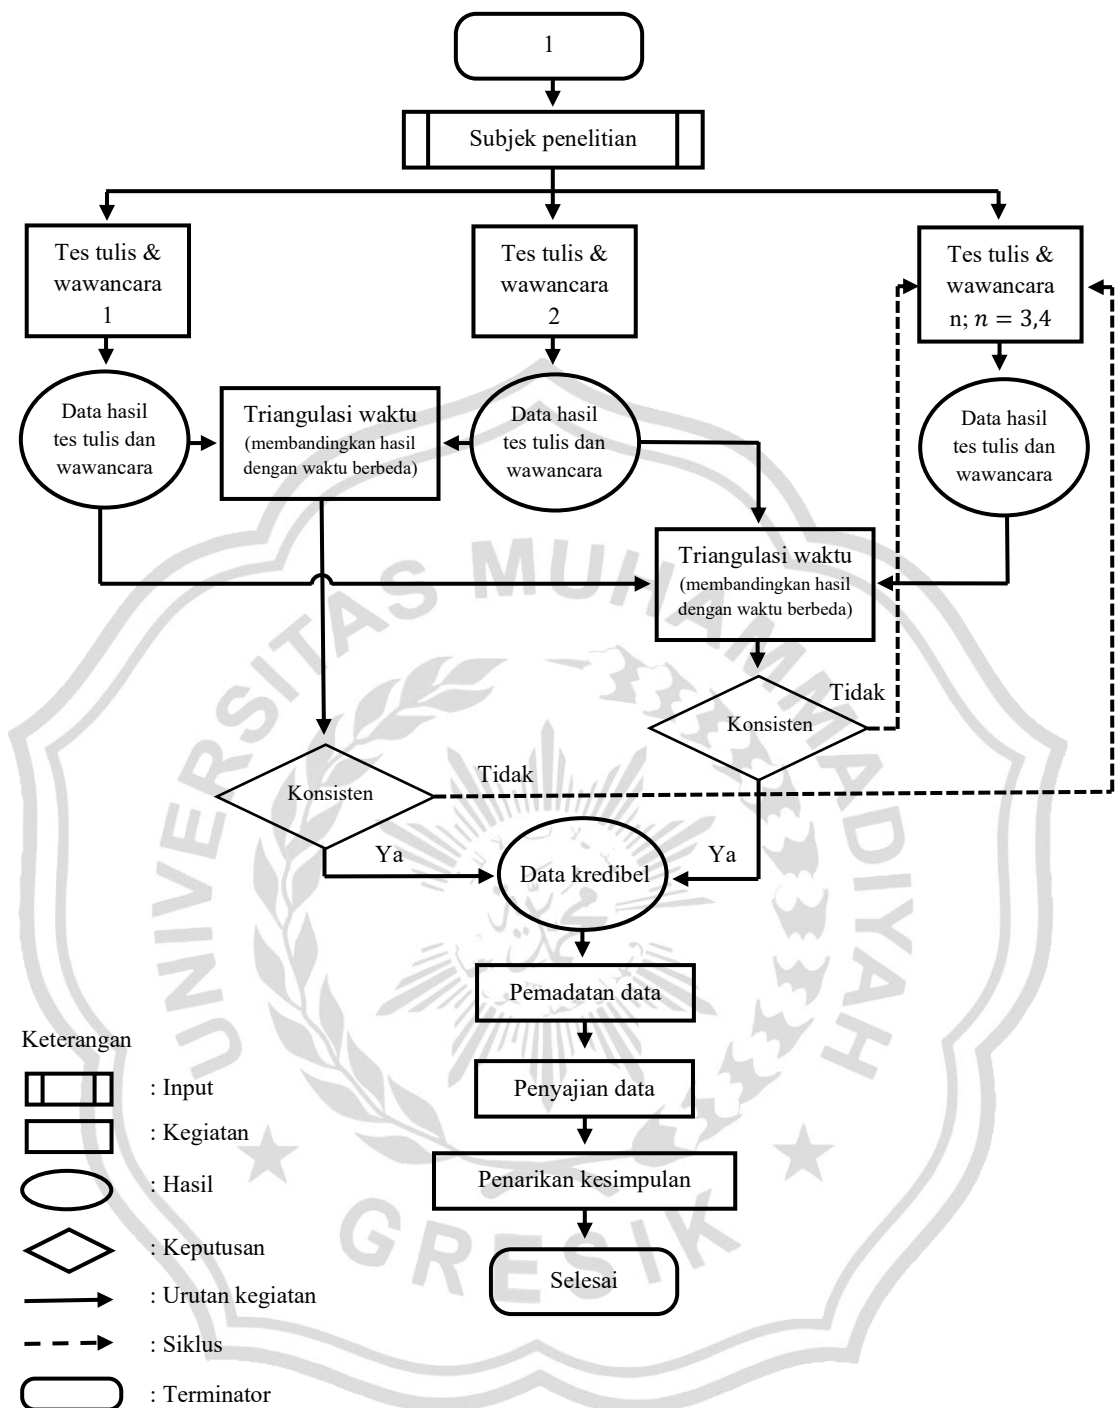 1
Subjek penelitian
Tes tulis &
wawancara
1
Tes tulis &
wawancara
2
Tes tulis &
wawancara
n; n = 3,4
Data hasil
tes tulis dan
wawancara
Triangulasi waktu
(membandingkan hasil
dengan waktu berbeda)
Data hasil
tes tulis dan
wawancara
Data hasil
tes tulis dan
wawancara
Triangulasi waktu
(membandingkan hasil
dengan waktu berbeda)
Konsisten
Tidak
Konsisten
Tidak
Ya
Data kredibel
Ya
Pemadatan data
Penyajian data
Penarikan kesimpulan
Selesai
Keterangan
: Input
: Kegiatan
: Hasil
: Keputusan
: Urutan kegiatan
: Siklus
: Terminator
UNIVERSITAS MUHAMMADIYAH
GRESIK